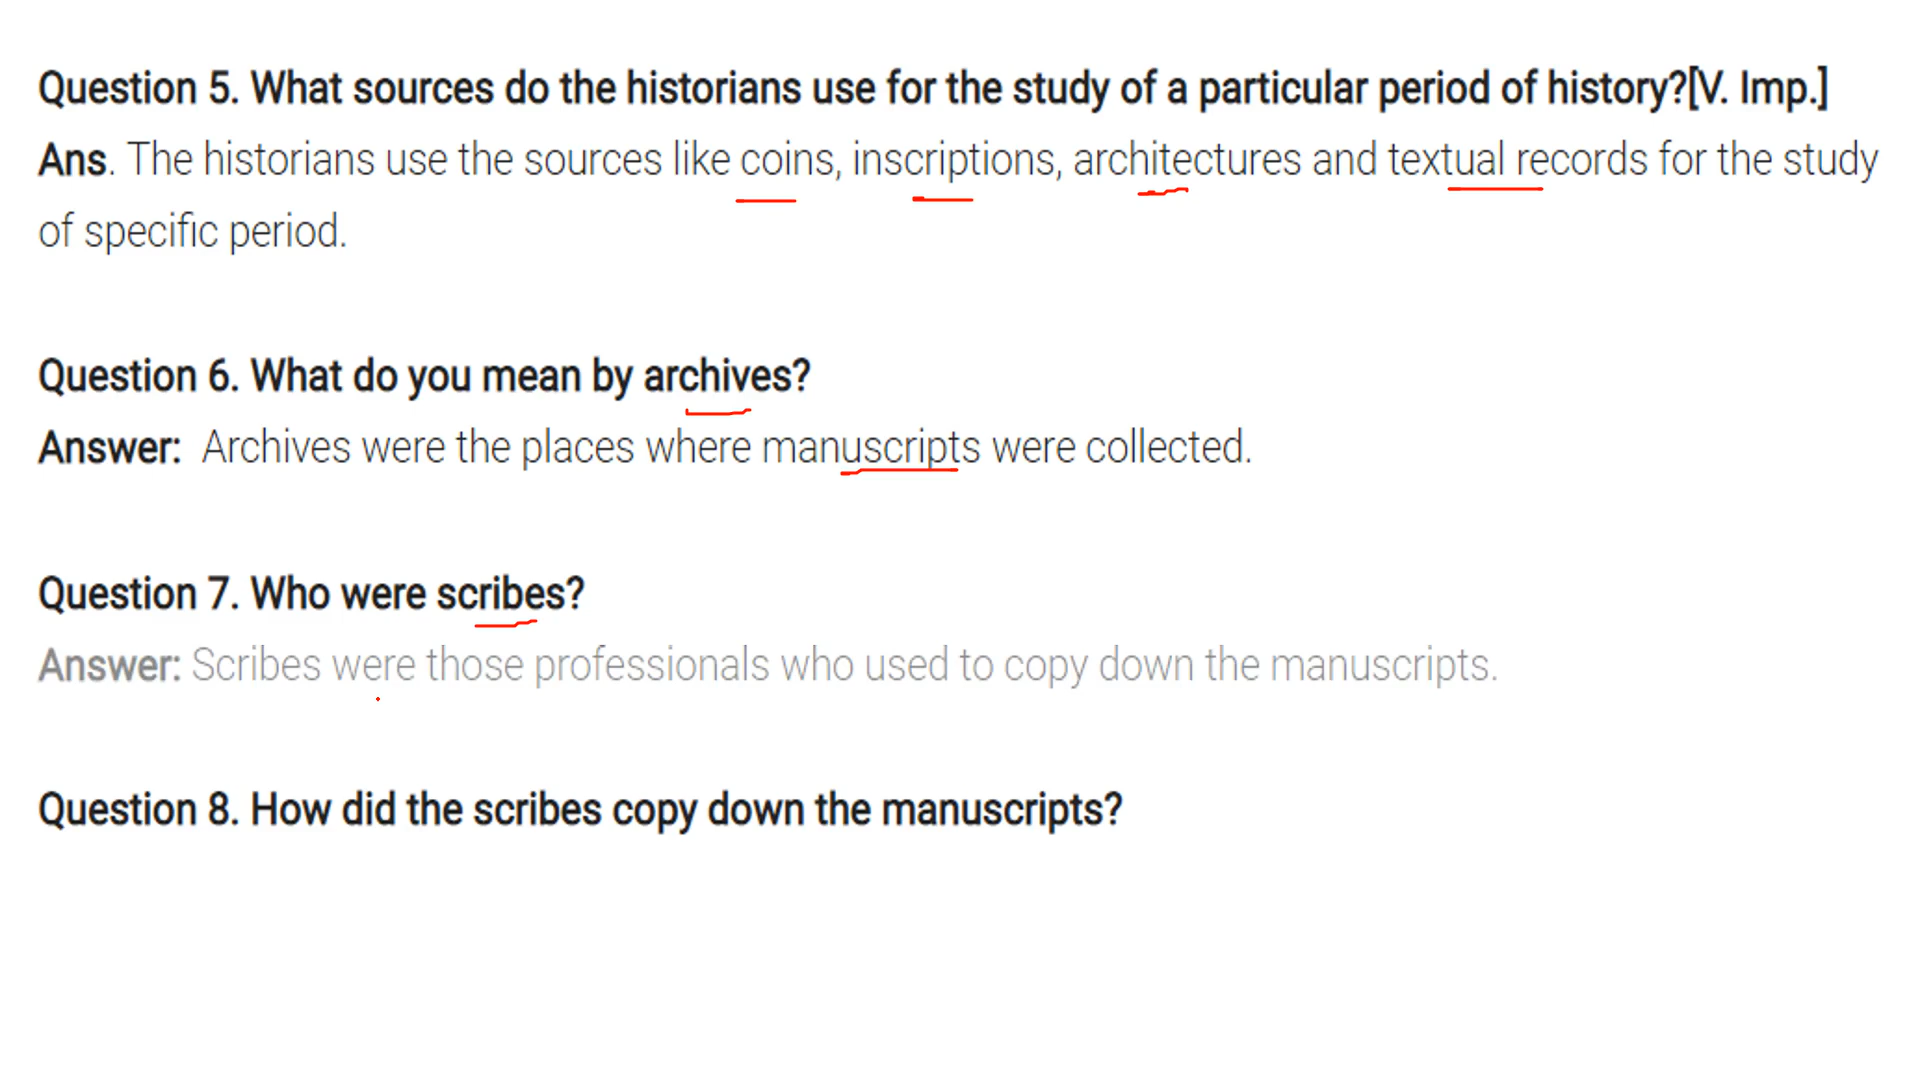 Question 5. What sources do the historians use for the study of a particular period of history?[V. Imp.]
Ans. The historians use the sources like coins, inscriptions, architectures and textual records for the study
of specific period.
Question 6. What do you mean by archives?
Answer: Archives were the places where manuscripts were collected.
Question 7. Who were scribes?
Answer: Scribes were those professionals who used to copy down the manuscripts.
Question 8. How did the scribes copy down the manuscripts?